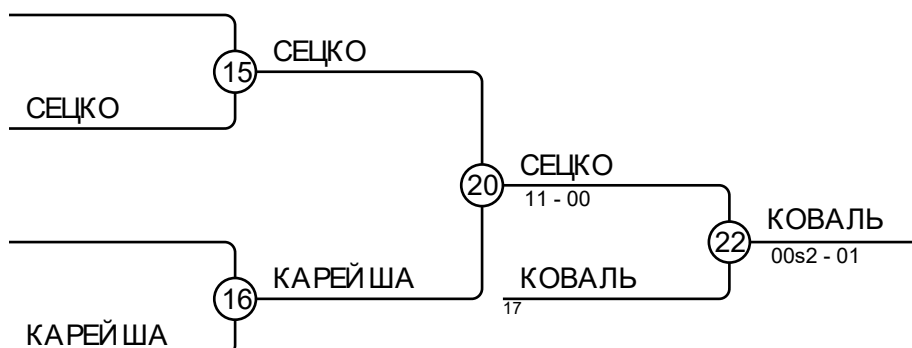 СЕЦКО
15
СЕЦКО
СЕЦКО
20
11 - 00
КОВАЛЬ
22
00s2 - 01
КАРЕЙША
КОВАЛЬ
16
17
КАРЕЙША